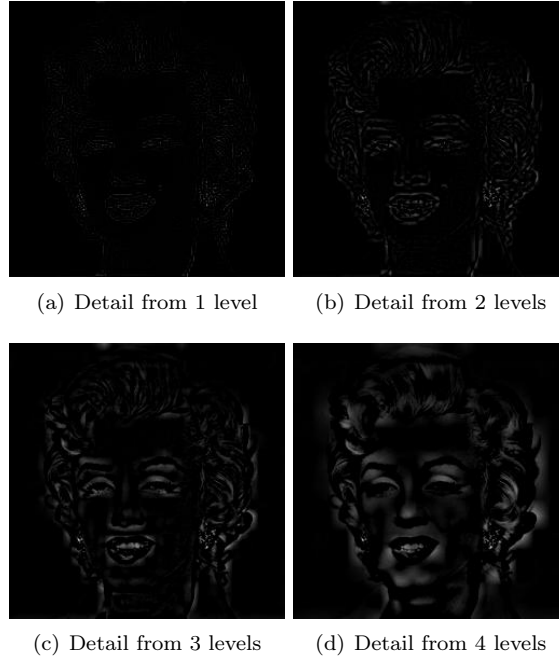 (a) Detail from 1 level
(b) Detail from 2 levels
(c) Detail from 3 levels
(d) Detail from 4 levels